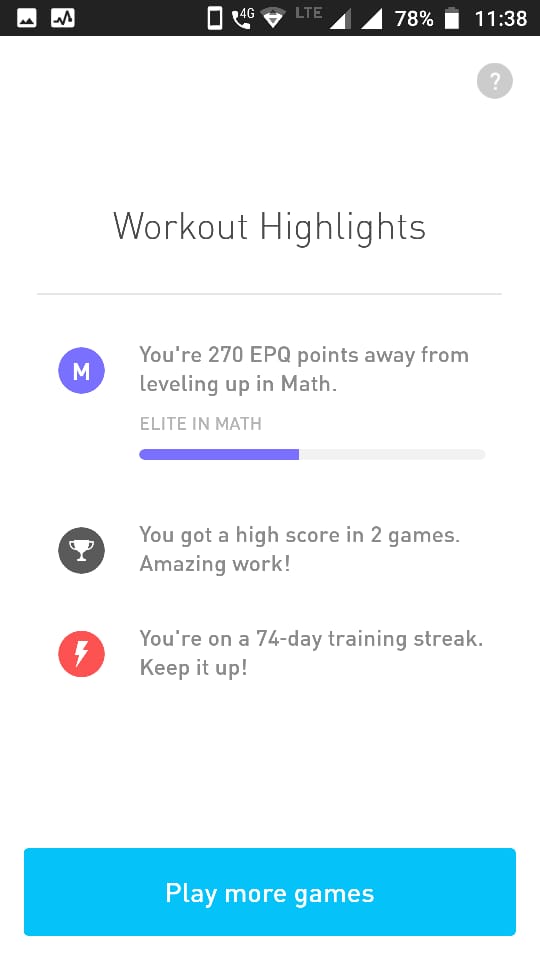 4G LTE 78% 11:38
?
Workout Highlights
M
You're 270 EPQ points away from
leveling up in Math.
ELITE IN MATH
You got a high score in 2 games.
Amazing work!
You're on a 74-day training streak.
Keep it up!
Play more games